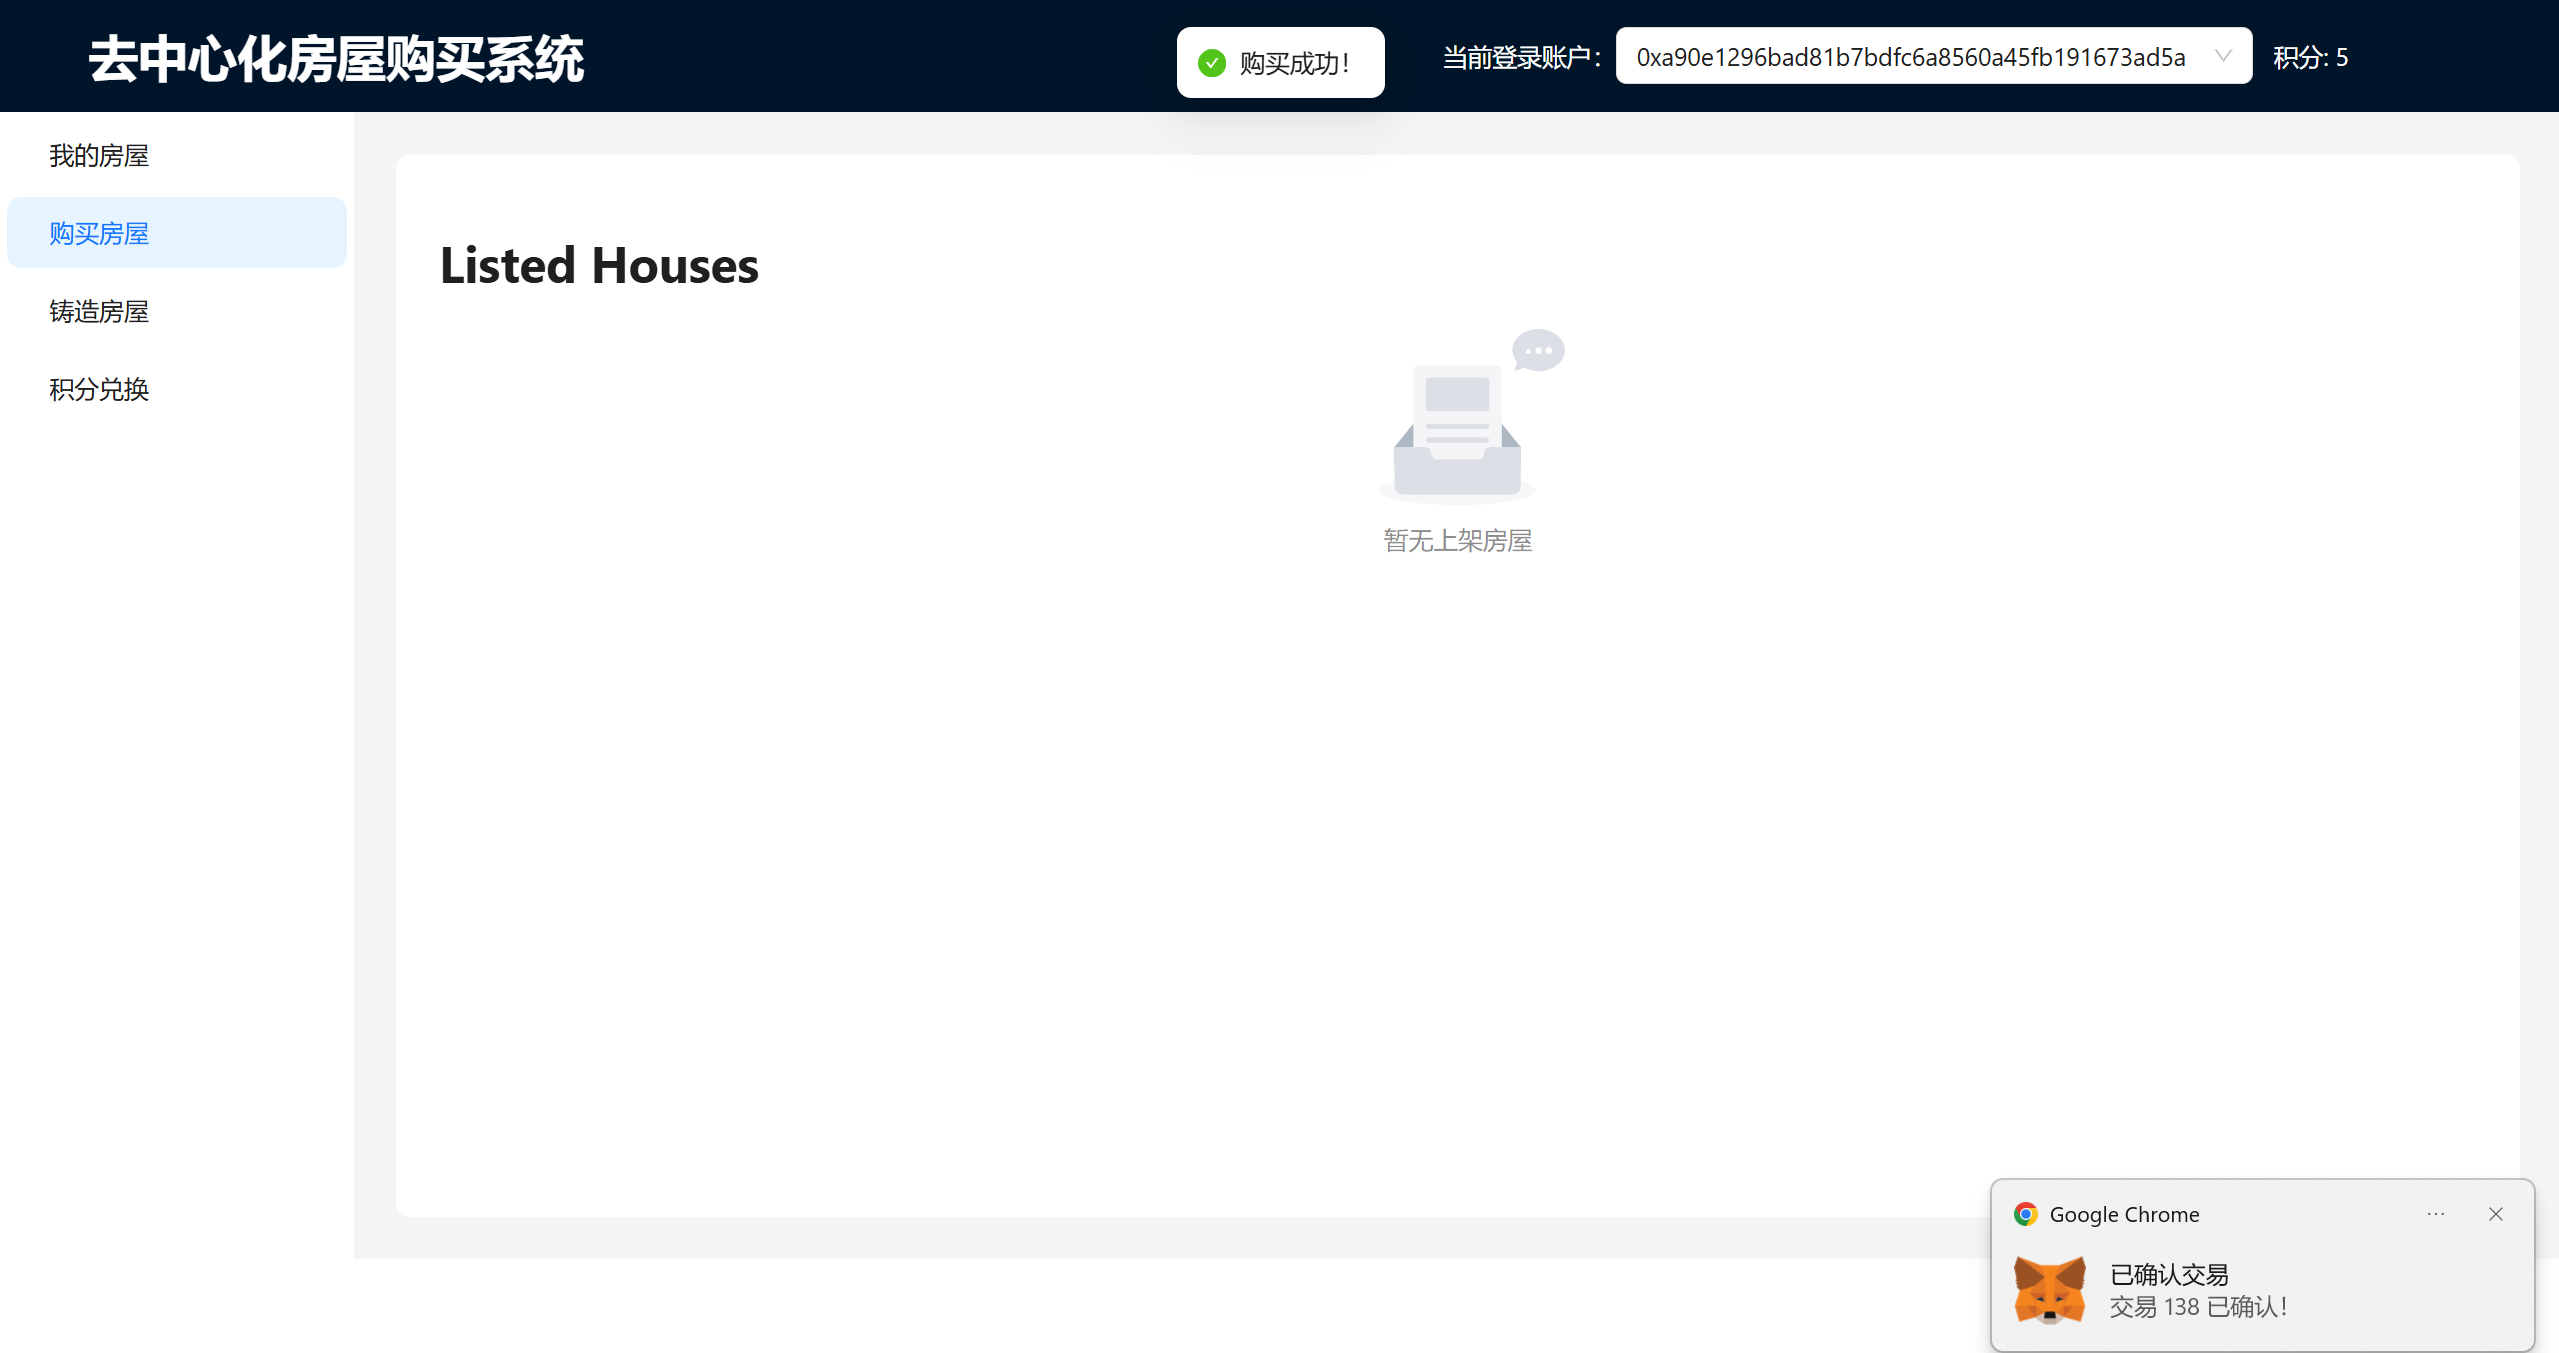 去中心化房屋购买系统
购买成功！
当前登录账户：
0xa90e1296bad81b7bdfc6a8560a45fb191673ad5a
积分: 5
我的房屋
购买房屋
铸造房屋
积分兑换
Listed Houses
暂无上架房屋
Google Chrome
已确认交易
交易 138 已确认！